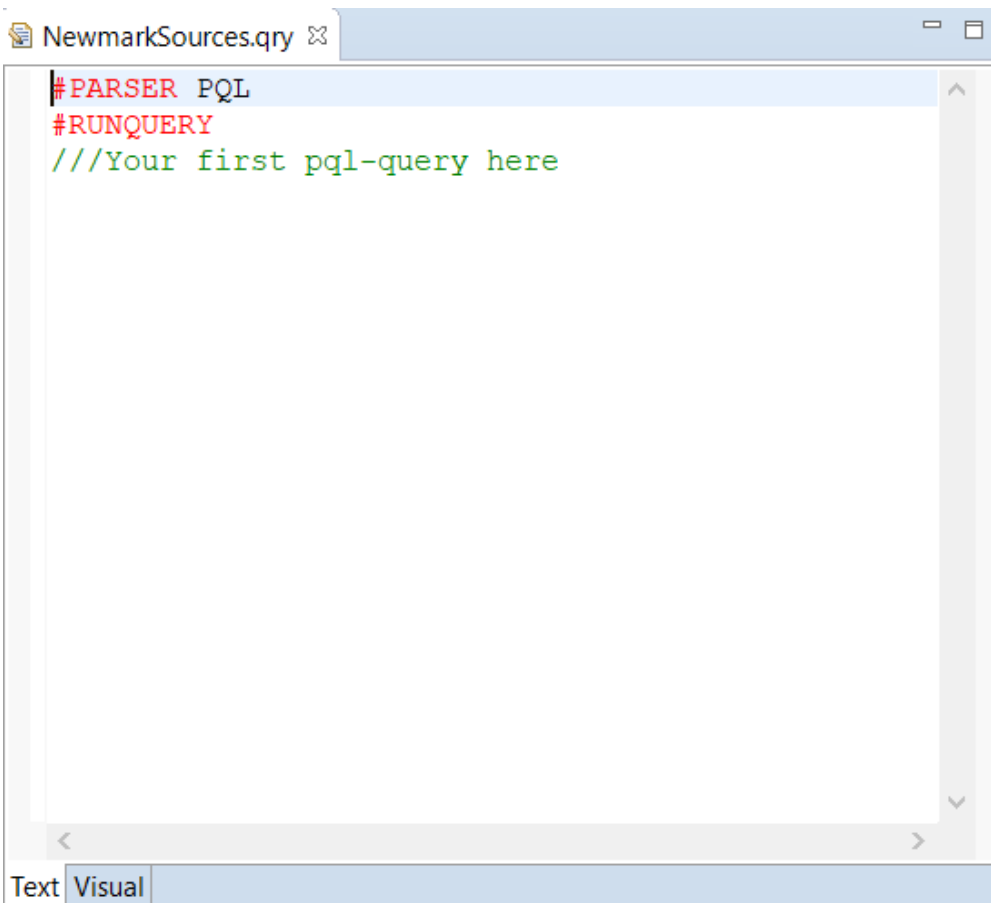 NewmarkSources.qry
#PARSER PQL
#RUNQUERY
///Your first pql-query here
Text Visual